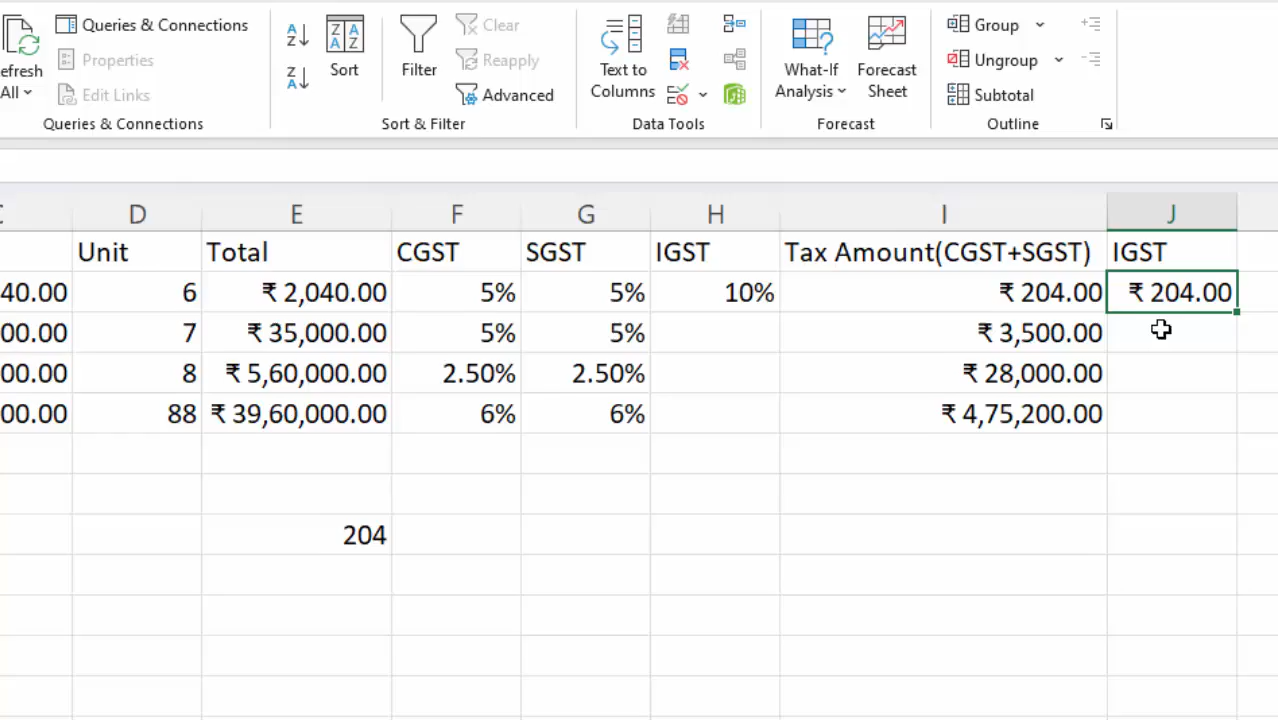 efresh All
Queries & Connections
Properties
Edit Links
Queries & Connections
Sort
Sort & Filter
Filter
Clear
Reapply
Advanced
Text to Columns
Data Tools
What-If Analysis
Forecast Sheet
Forecast
Group
Ungroup
Subtotal
Outline
D E F G H I J
Unit Total CGST SGST IGST Tax Amount(CGST+SGST) IGST
40.00 6 ₹ 2,040.00 5% 5% 10% ₹ 204.00 ₹ 204.00
00.00 7 ₹ 35,000.00 5% 5% ₹ 3,500.00
00.00 8 ₹ 5,60,000.00 2.50% 2.50% ₹ 28,000.00
00.00 88 ₹ 39,60,000.00 6% 6% ₹ 4,75,200.00
204